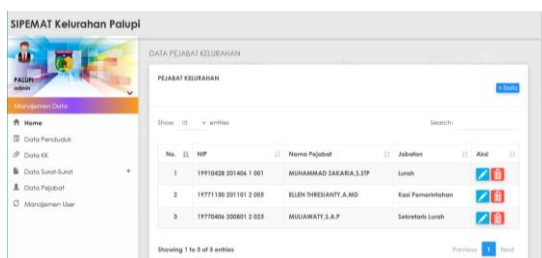 SIPEMAT Kelurahan Palupi
PALUPI
admin
Manajemen Data
Home
Data Penduduk
Data KK
Data Surat-Surat
Data Pejabat
Manajemen User
DATA PEJABAT KELURAHAN
PEJABAT KELURAHAN
+ Data
Show 10 entries
Search:
No. NIP Nama Pejabat Jabatan Aksi
1 19910428 201406 1 001 MUHAMMAD ZAKARIA,S.STP Lurah
2 19771130 201101 2 005 ELLEN THRESIANTY,A.MD Kasi Pemerintahan
3 19770406 200801 2 025 MULIAWATY,S.A.P Sekretaris Lurah
Showing 1 to 3 of 3 entries
Previous 1 Next